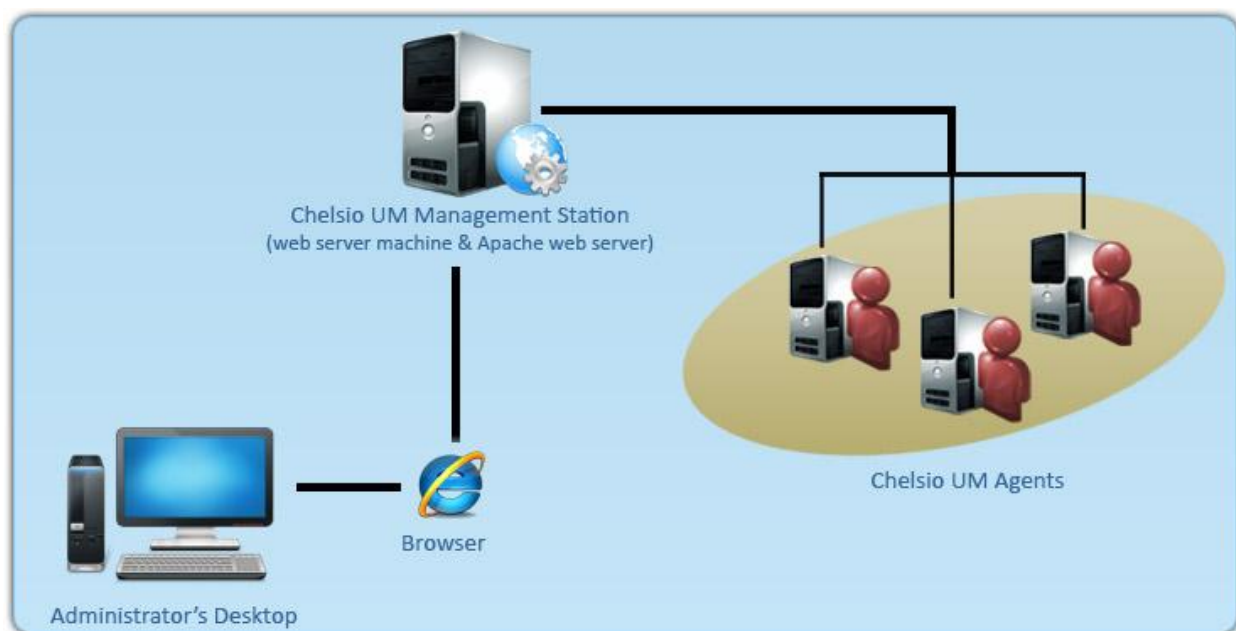 Chelsio UM Management Station
(web server machine & Apache web server)
Chelsio UM Agents
Browser
Administrator's Desktop